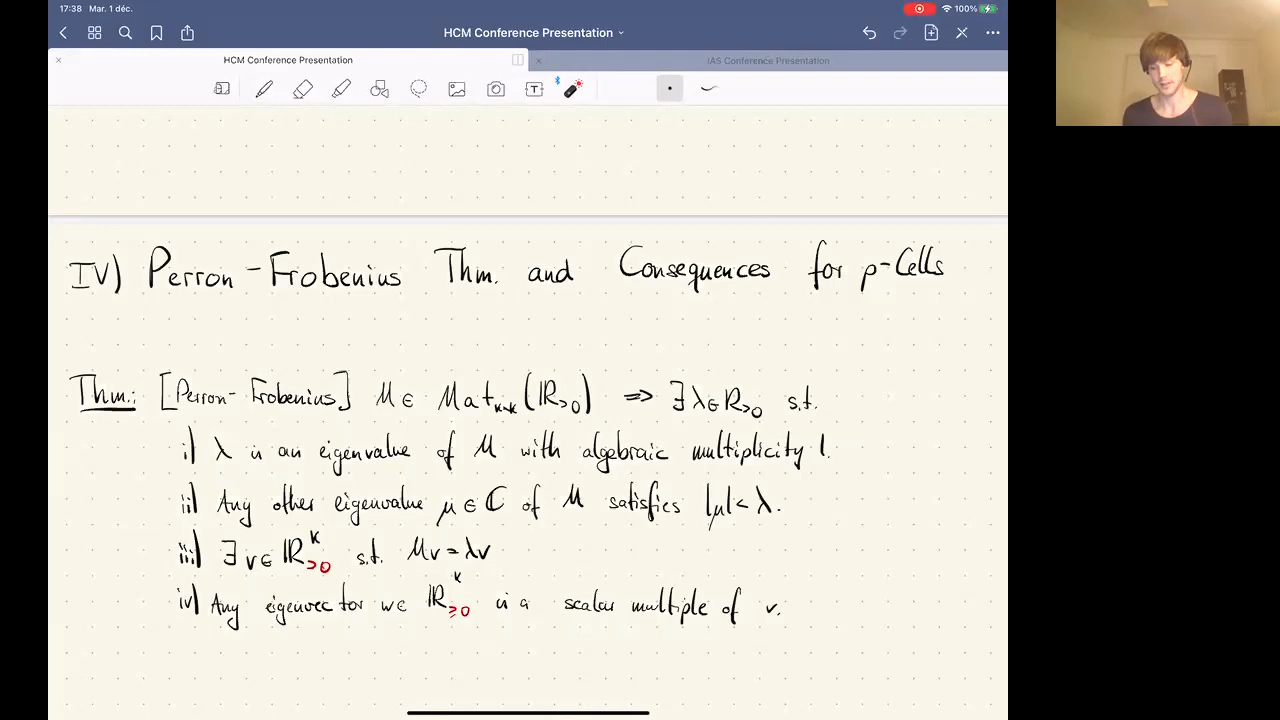 17:38 Mar. 1 déc.
100%
HCM Conference Presentation
HCM Conference Presentation
IAS Conference Presentation
IV) Perron-Frobenius Thm. and Consequences for p-Cells
Thm.: [Perron-Frobenius] M ∈ Mat_{k×k}(ℝ_{>0}) ⇒ ∃ λ ∈ ℝ_{>0} s.t.
i) λ is an eigenvalue of M with algebraic multiplicity 1.
ii) Any other eigenvalue μ ∈ ℂ of M satisfies |μ| < λ.
iii) ∃ v ∈ ℝ^k_{>0} s.t. Mv = λv
iv) Any eigenvector w ∈ ℝ^k_{≥0} is a scalar multiple of v.